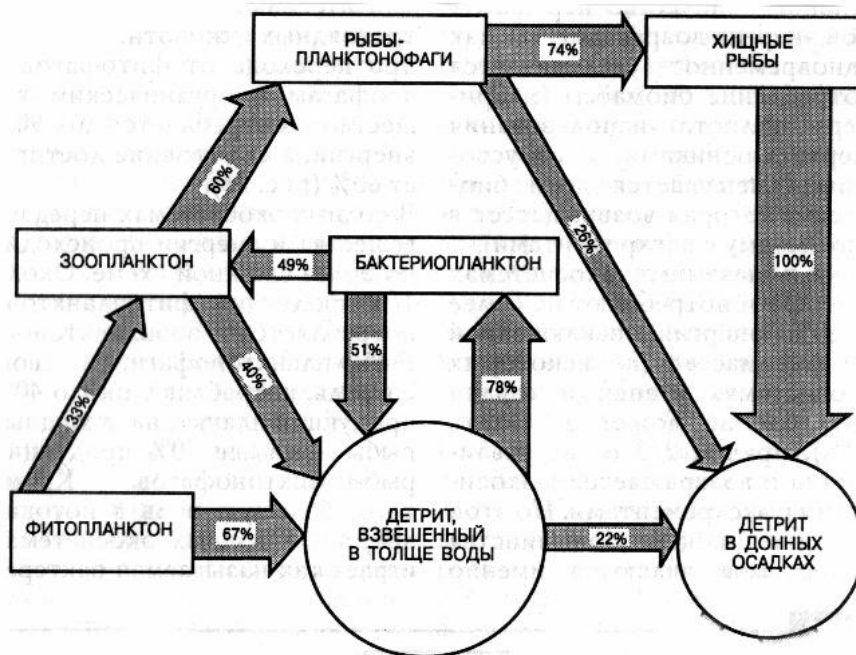 РЫБЫ-
ПЛАНКТОНОФАГИ
74%
ХИЩНЫЕ
РЫБЫ
60%
26%
100%
ЗООПЛАНКТОН
49%
БАКТЕРИОПЛАНКТОН
33%
40%
51%
78%
ФИТОПЛАНКТОН
67%
ДЕТРИТ,
ВЗВЕШЕННЫЙ
В ТОЛЩЕ ВОДЫ
22%
ДЕТРИТ
В ДОННЫХ
ОСАДКАХ